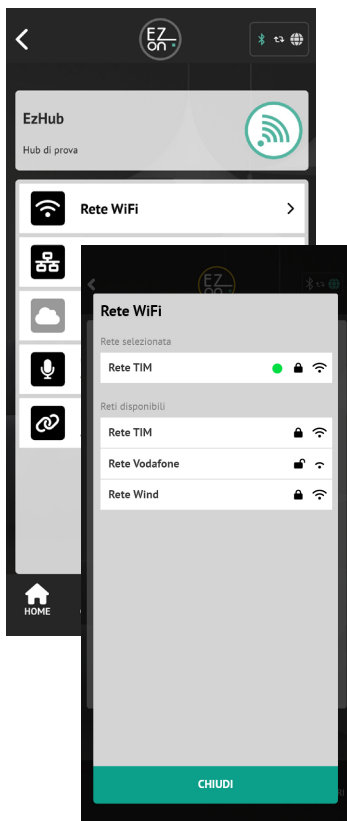 EZ
on
EzHub
Hub di prova
Rete WiFi
HOME
EZ
on
Rete WiFi
Rete selezionata
Rete TIM
Reti disponibili
Rete TIM
Rete Vodafone
Rete Wind
CHIUDI